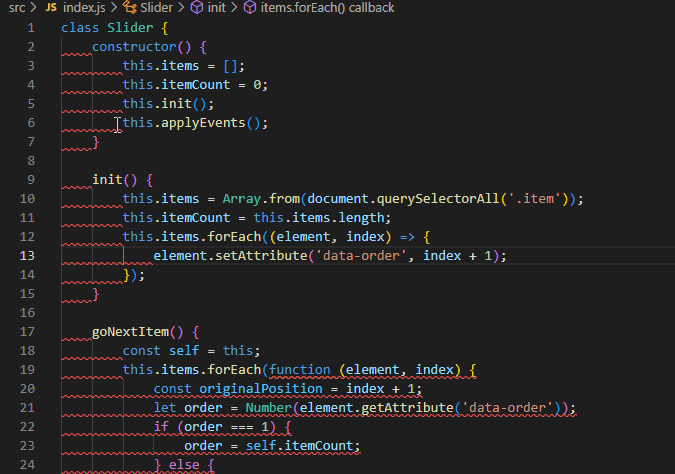 src > JS index.js > Slider > init > items.forEach() callback
1 class Slider {
2     constructor() {
3         this.items = [];
4         this.itemCount = 0;
5         this.init();
6         this.applyEvents();
7     }
8
9     init() {
10         this.items = Array.from(document.querySelectorAll('.item'));
11         this.itemCount = this.items.length;
12         this.items.forEach((element, index) => {
13             element.setAttribute('data-order', index + 1);
14         });
15     }
16
17     goNextItem() {
18         const self = this;
19         this.items.forEach(function (element, index) {
20             const originalPosition = index + 1;
21             let order = Number(element.getAttribute('data-order'));
22             if (order === 1) {
23                 order = self.itemCount;
24             } else {